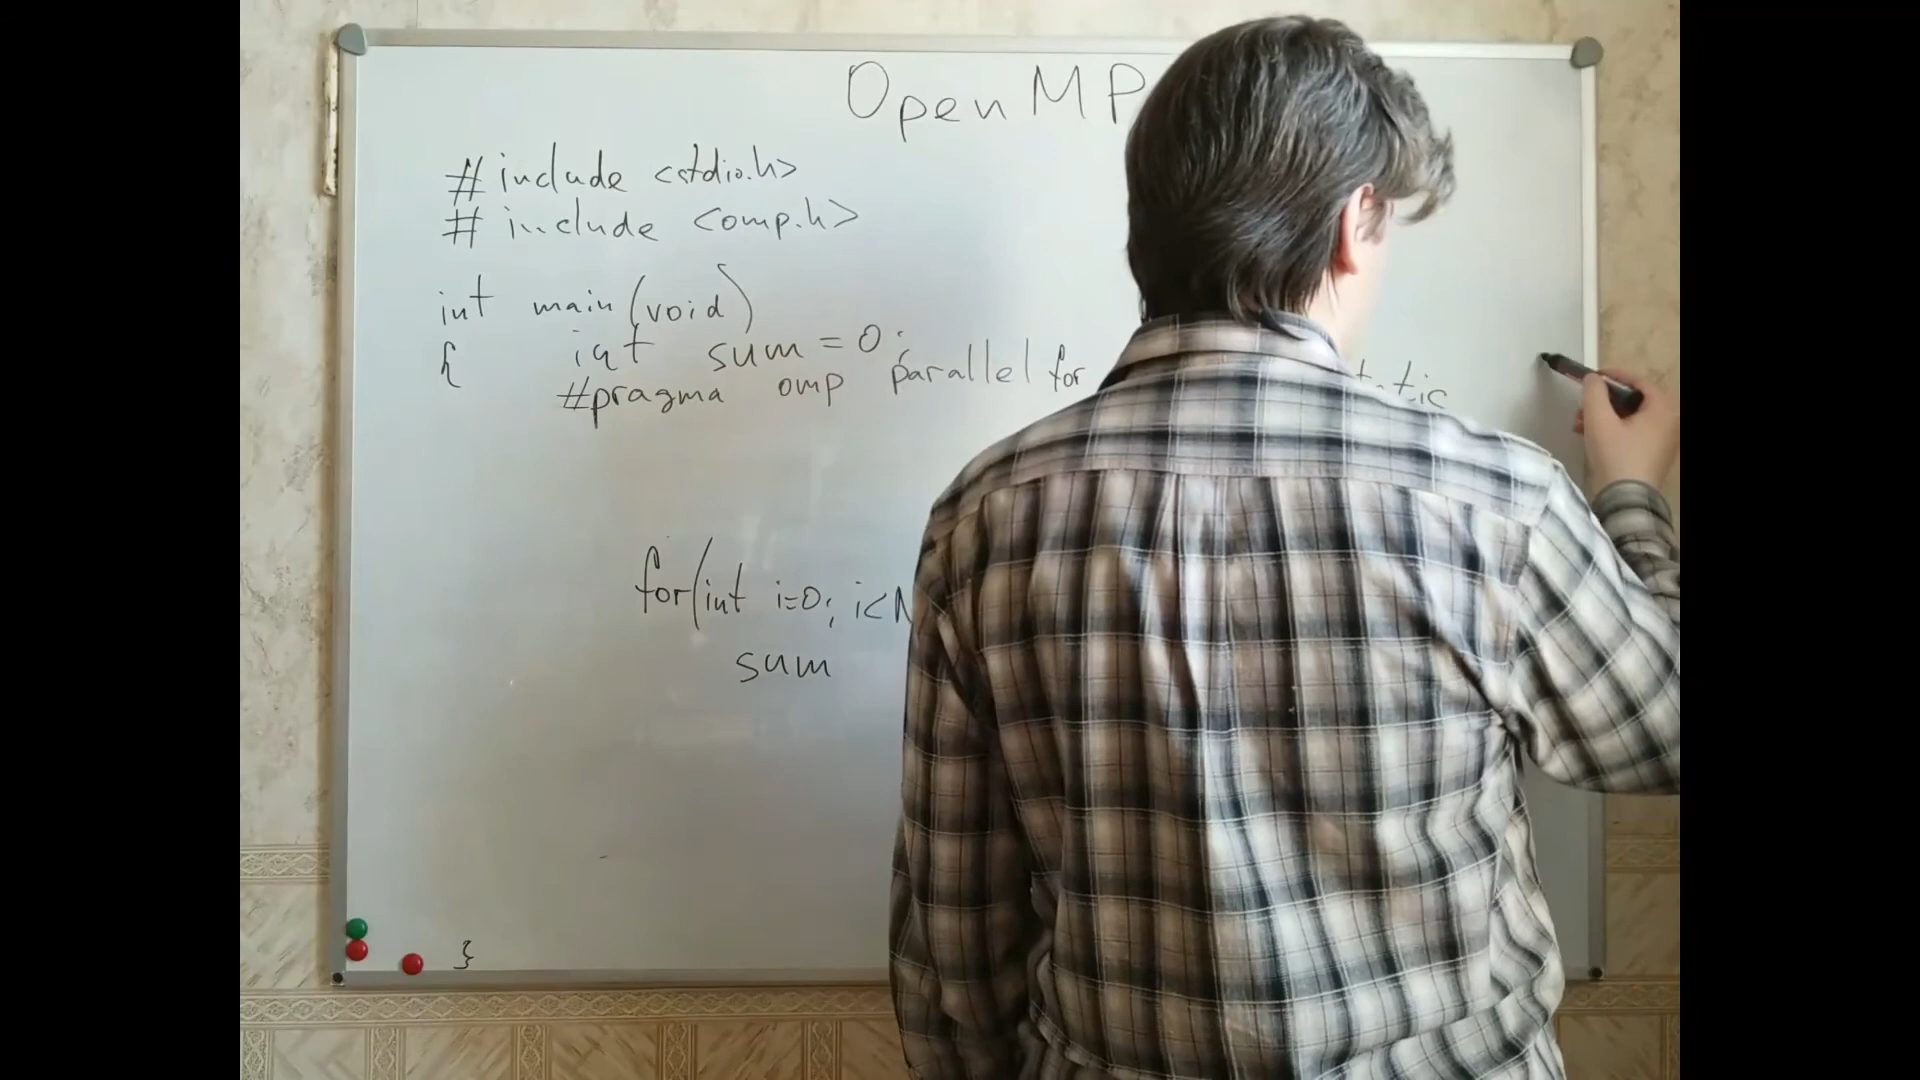 OpenMP
#include <stdio.h>
#include <omp.h>
int main(void)
{ int sum = 0;
#pragma omp parallel for
for(int i=0; i<N
sum
}